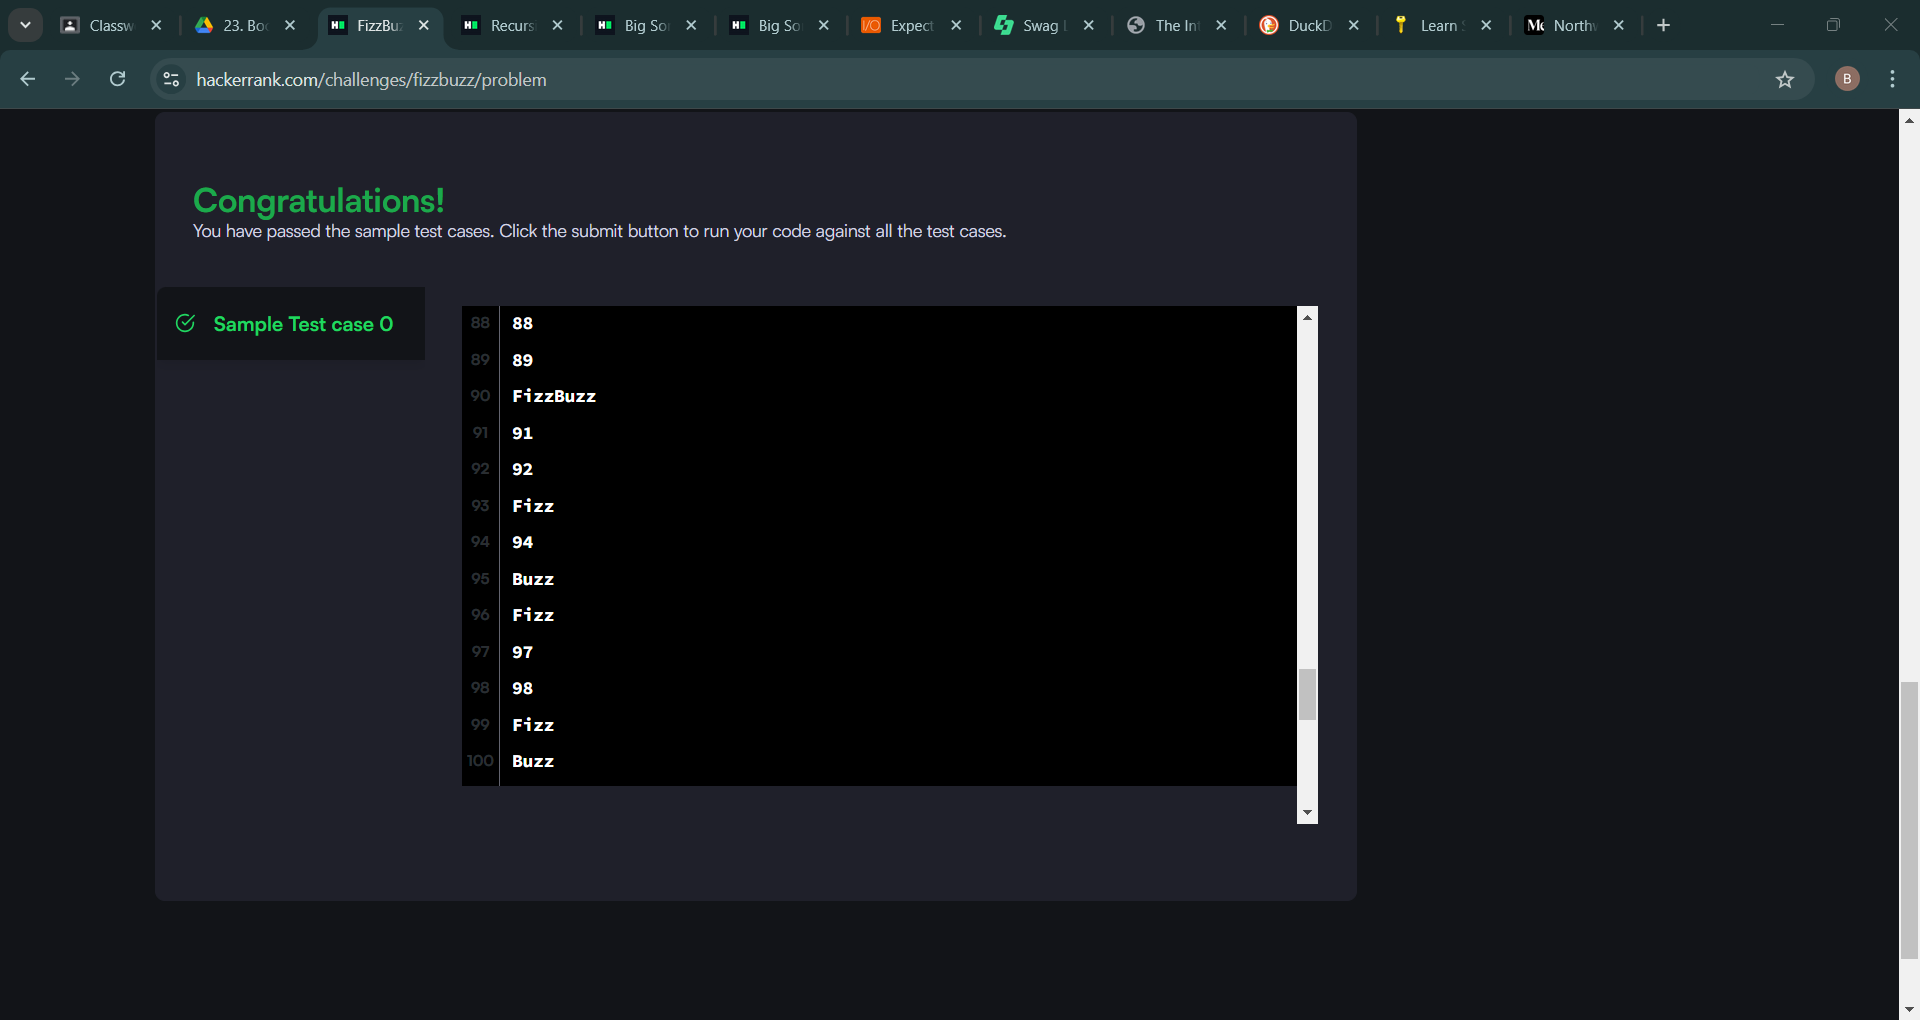 Classw
23. Bo
FizzBu
Recurs
Big So
Big So
Expect
Swag
The In
DuckD
Learn
North
hackerrank.com/challenges/fizzbuzz/problem
B
Congratulations!
You have passed the sample test cases. Click the submit button to run your code against all the test cases.
Sample Test case 0
88 88
89 89
90 FizzBuzz
91 91
92 92
93 Fizz
94 94
95 Buzz
96 Fizz
97 97
98 98
99 Fizz
100 Buzz